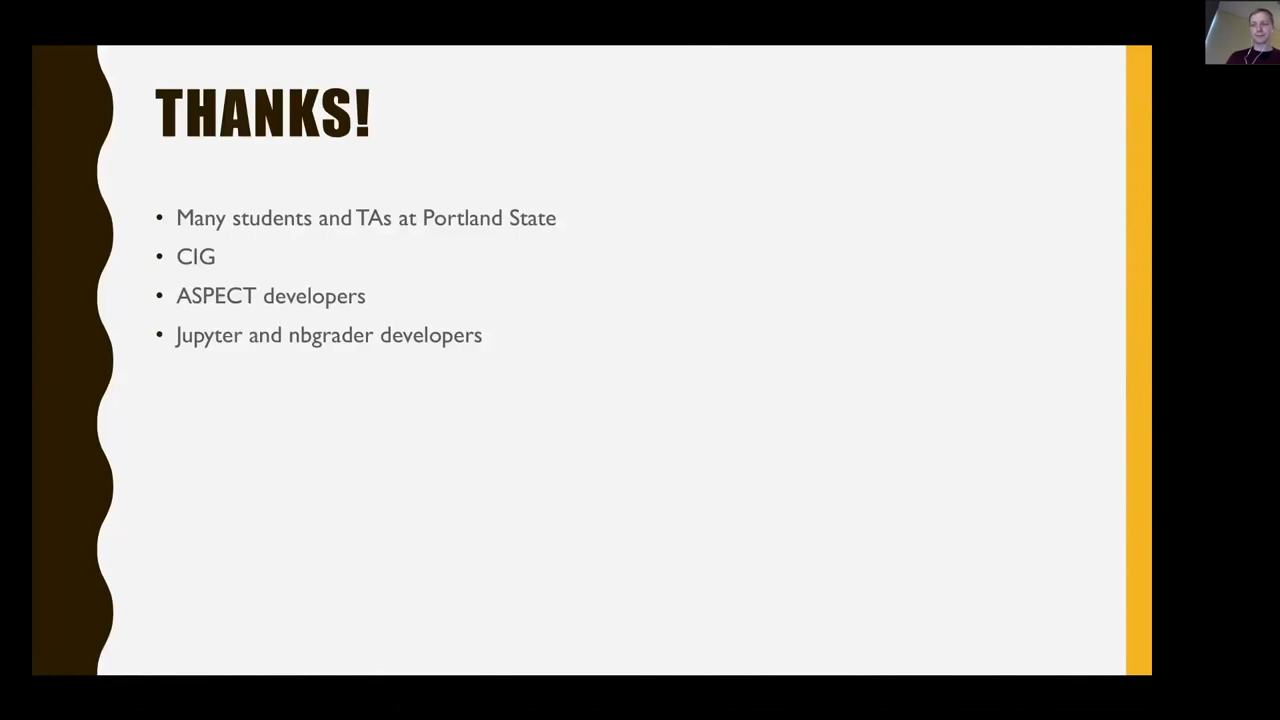 THANKS!
• Many students and TAs at Portland State
• CIG
• ASPECT developers
• Jupyter and nbgrader developers